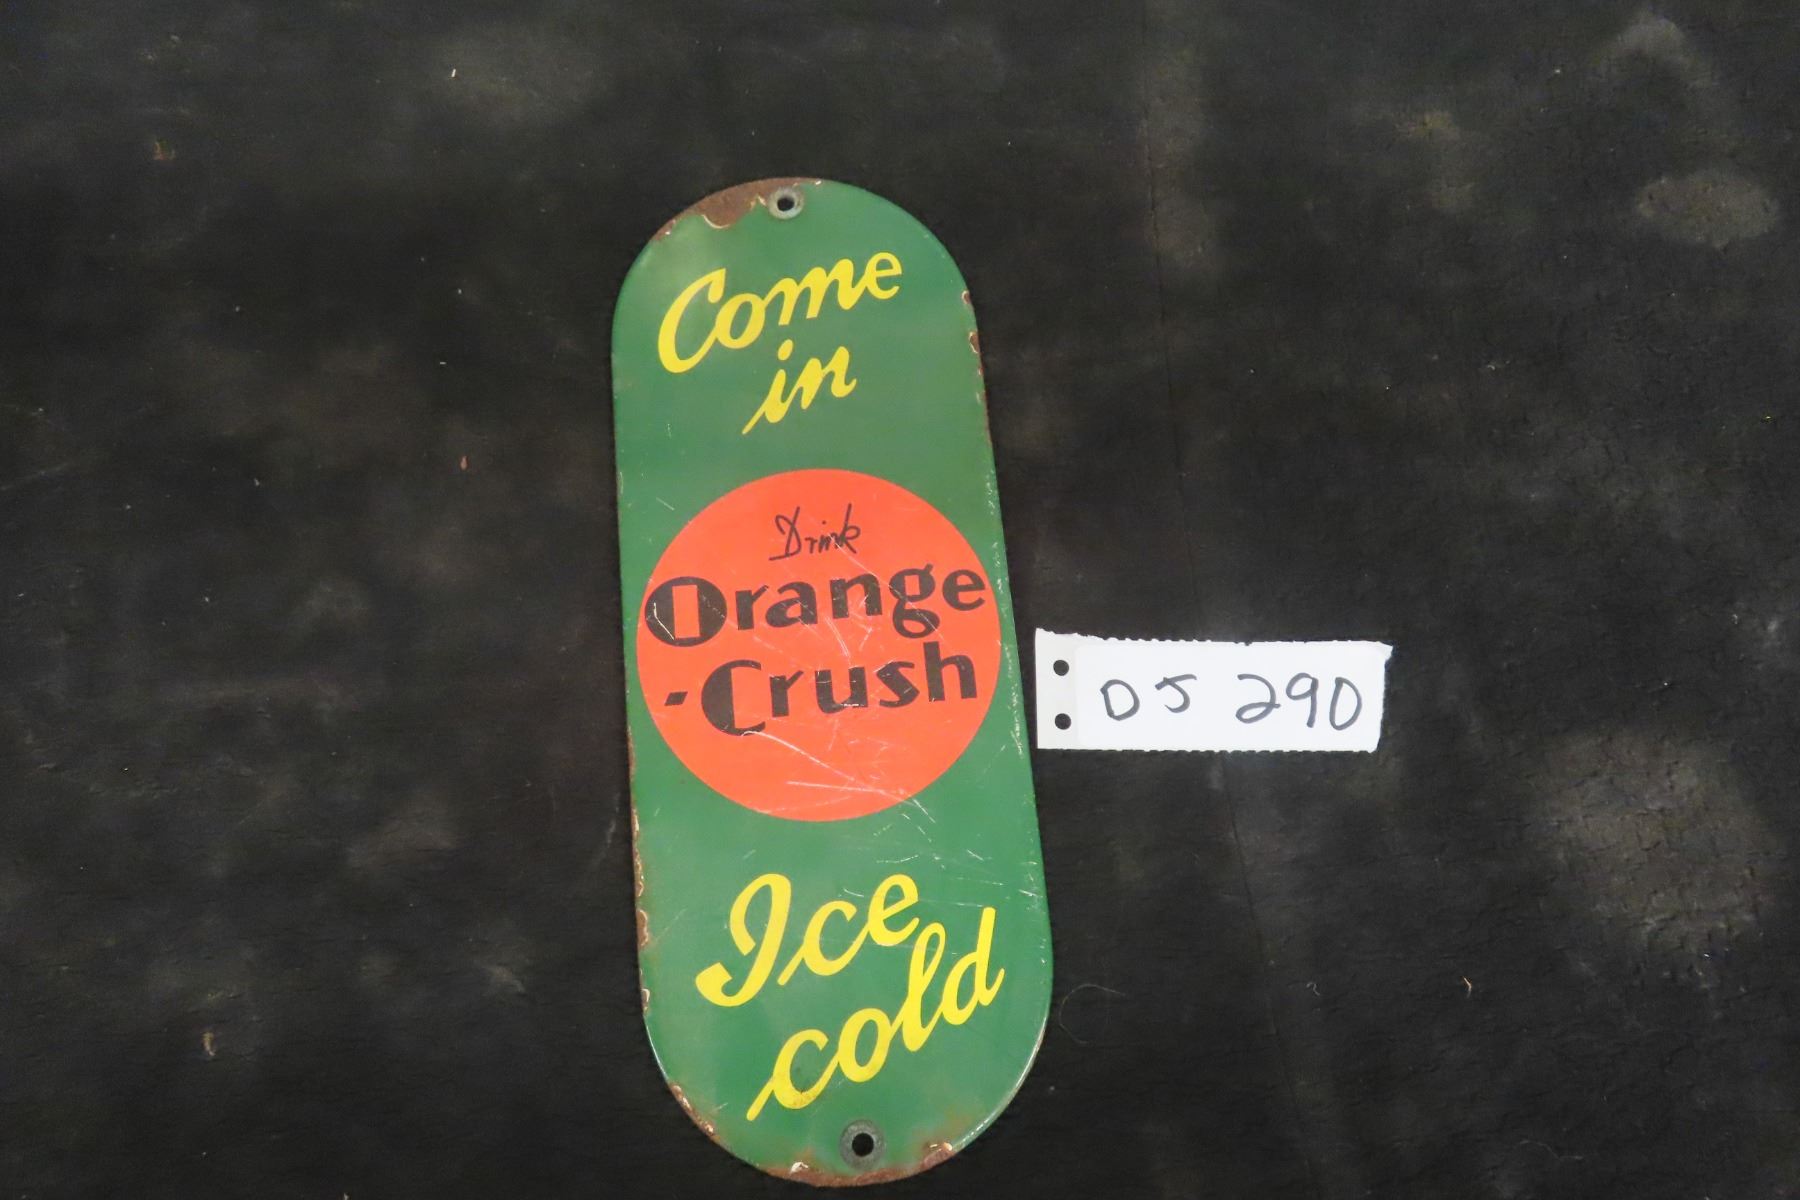 Come
in
Drink
Orange
-Crush
Ice
cold
DJ 290